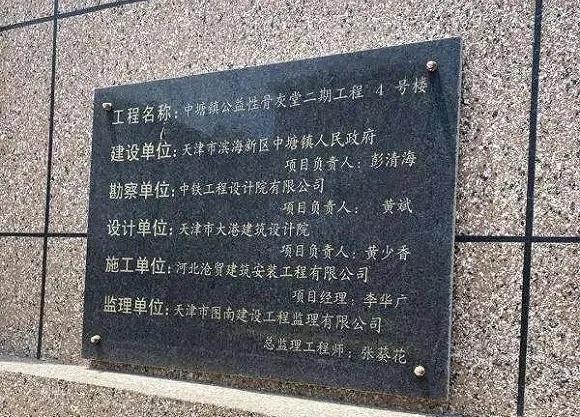 工程名称：中塘镇公益性骨灰堂二期工程 4 号楼
建设单位：天津市滨海新区中塘镇人民政府
项目负责人：彭清海
勘察单位：中铁工程设计院有限公司
项目负责人： 黄斌
设计单位：天津市大港建筑设计院
项目负责人：黄少香
施工单位：河北沧贸建筑安装工程有限公司
项目经理：李华广
监理单位：天津市图南建设工程监理有限公司
总监理工程师：张葵花